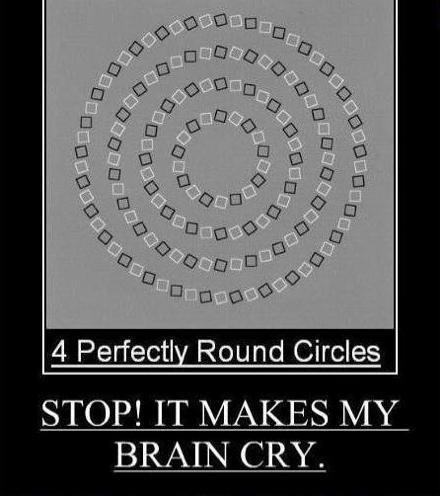 4 Perfectly Round Circles
STOP! IT MAKES MY
BRAIN CRY.